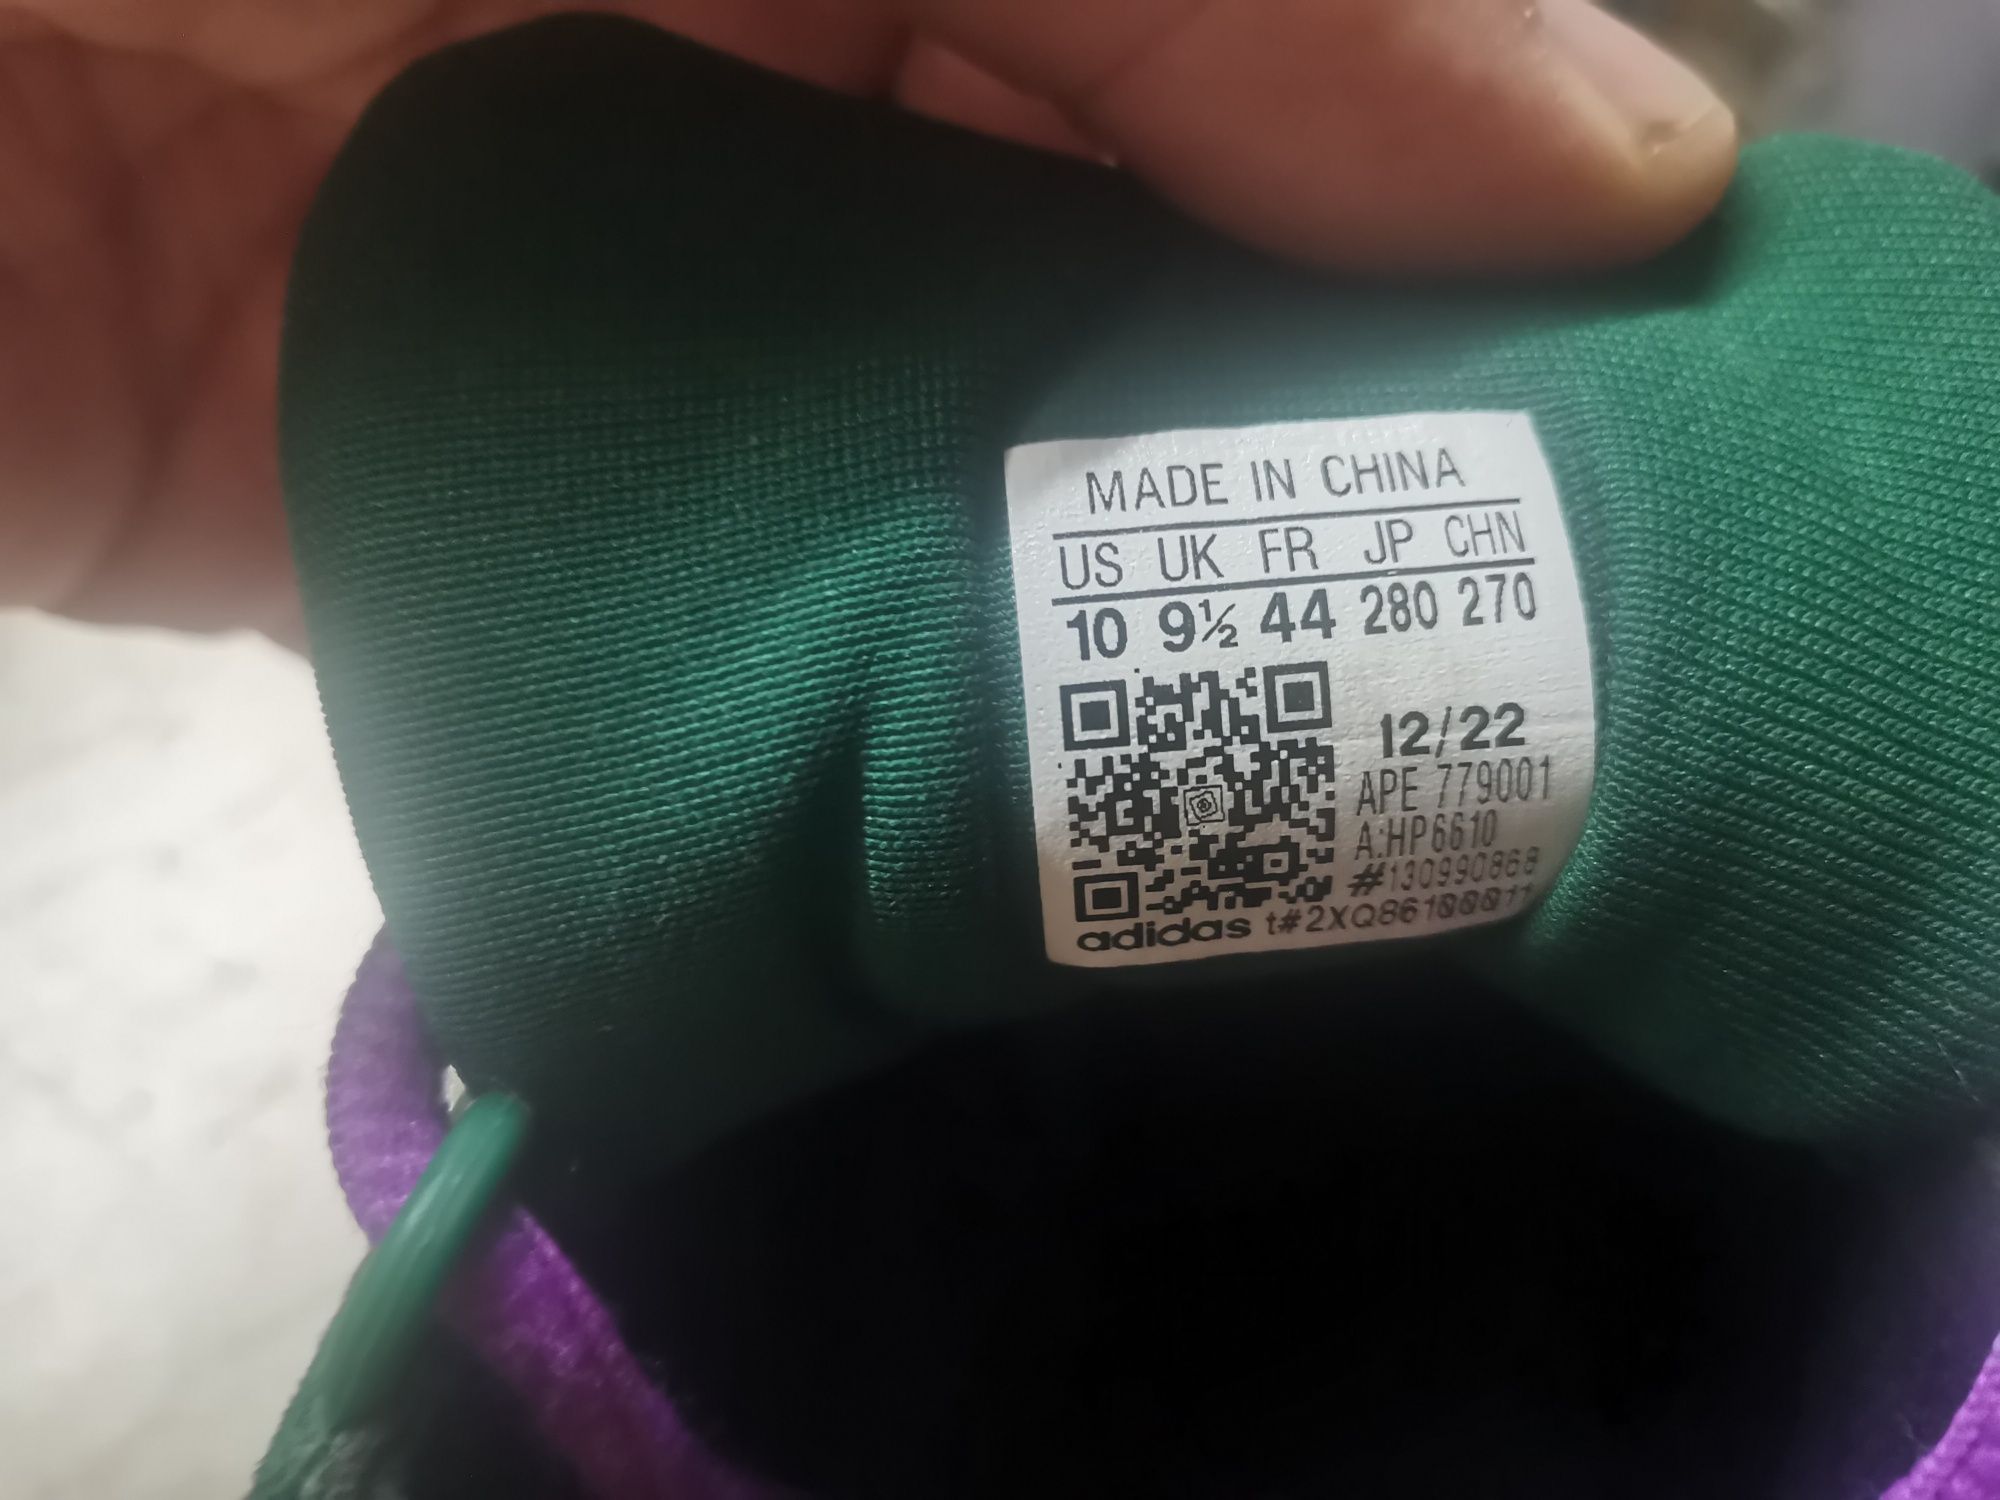 MADE IN CHINA
US UK FR JP CHN
10 9½ 44 280 270
12/22
APE 779001
A:HP6610
#130990868
adidas t#2XQ86100011